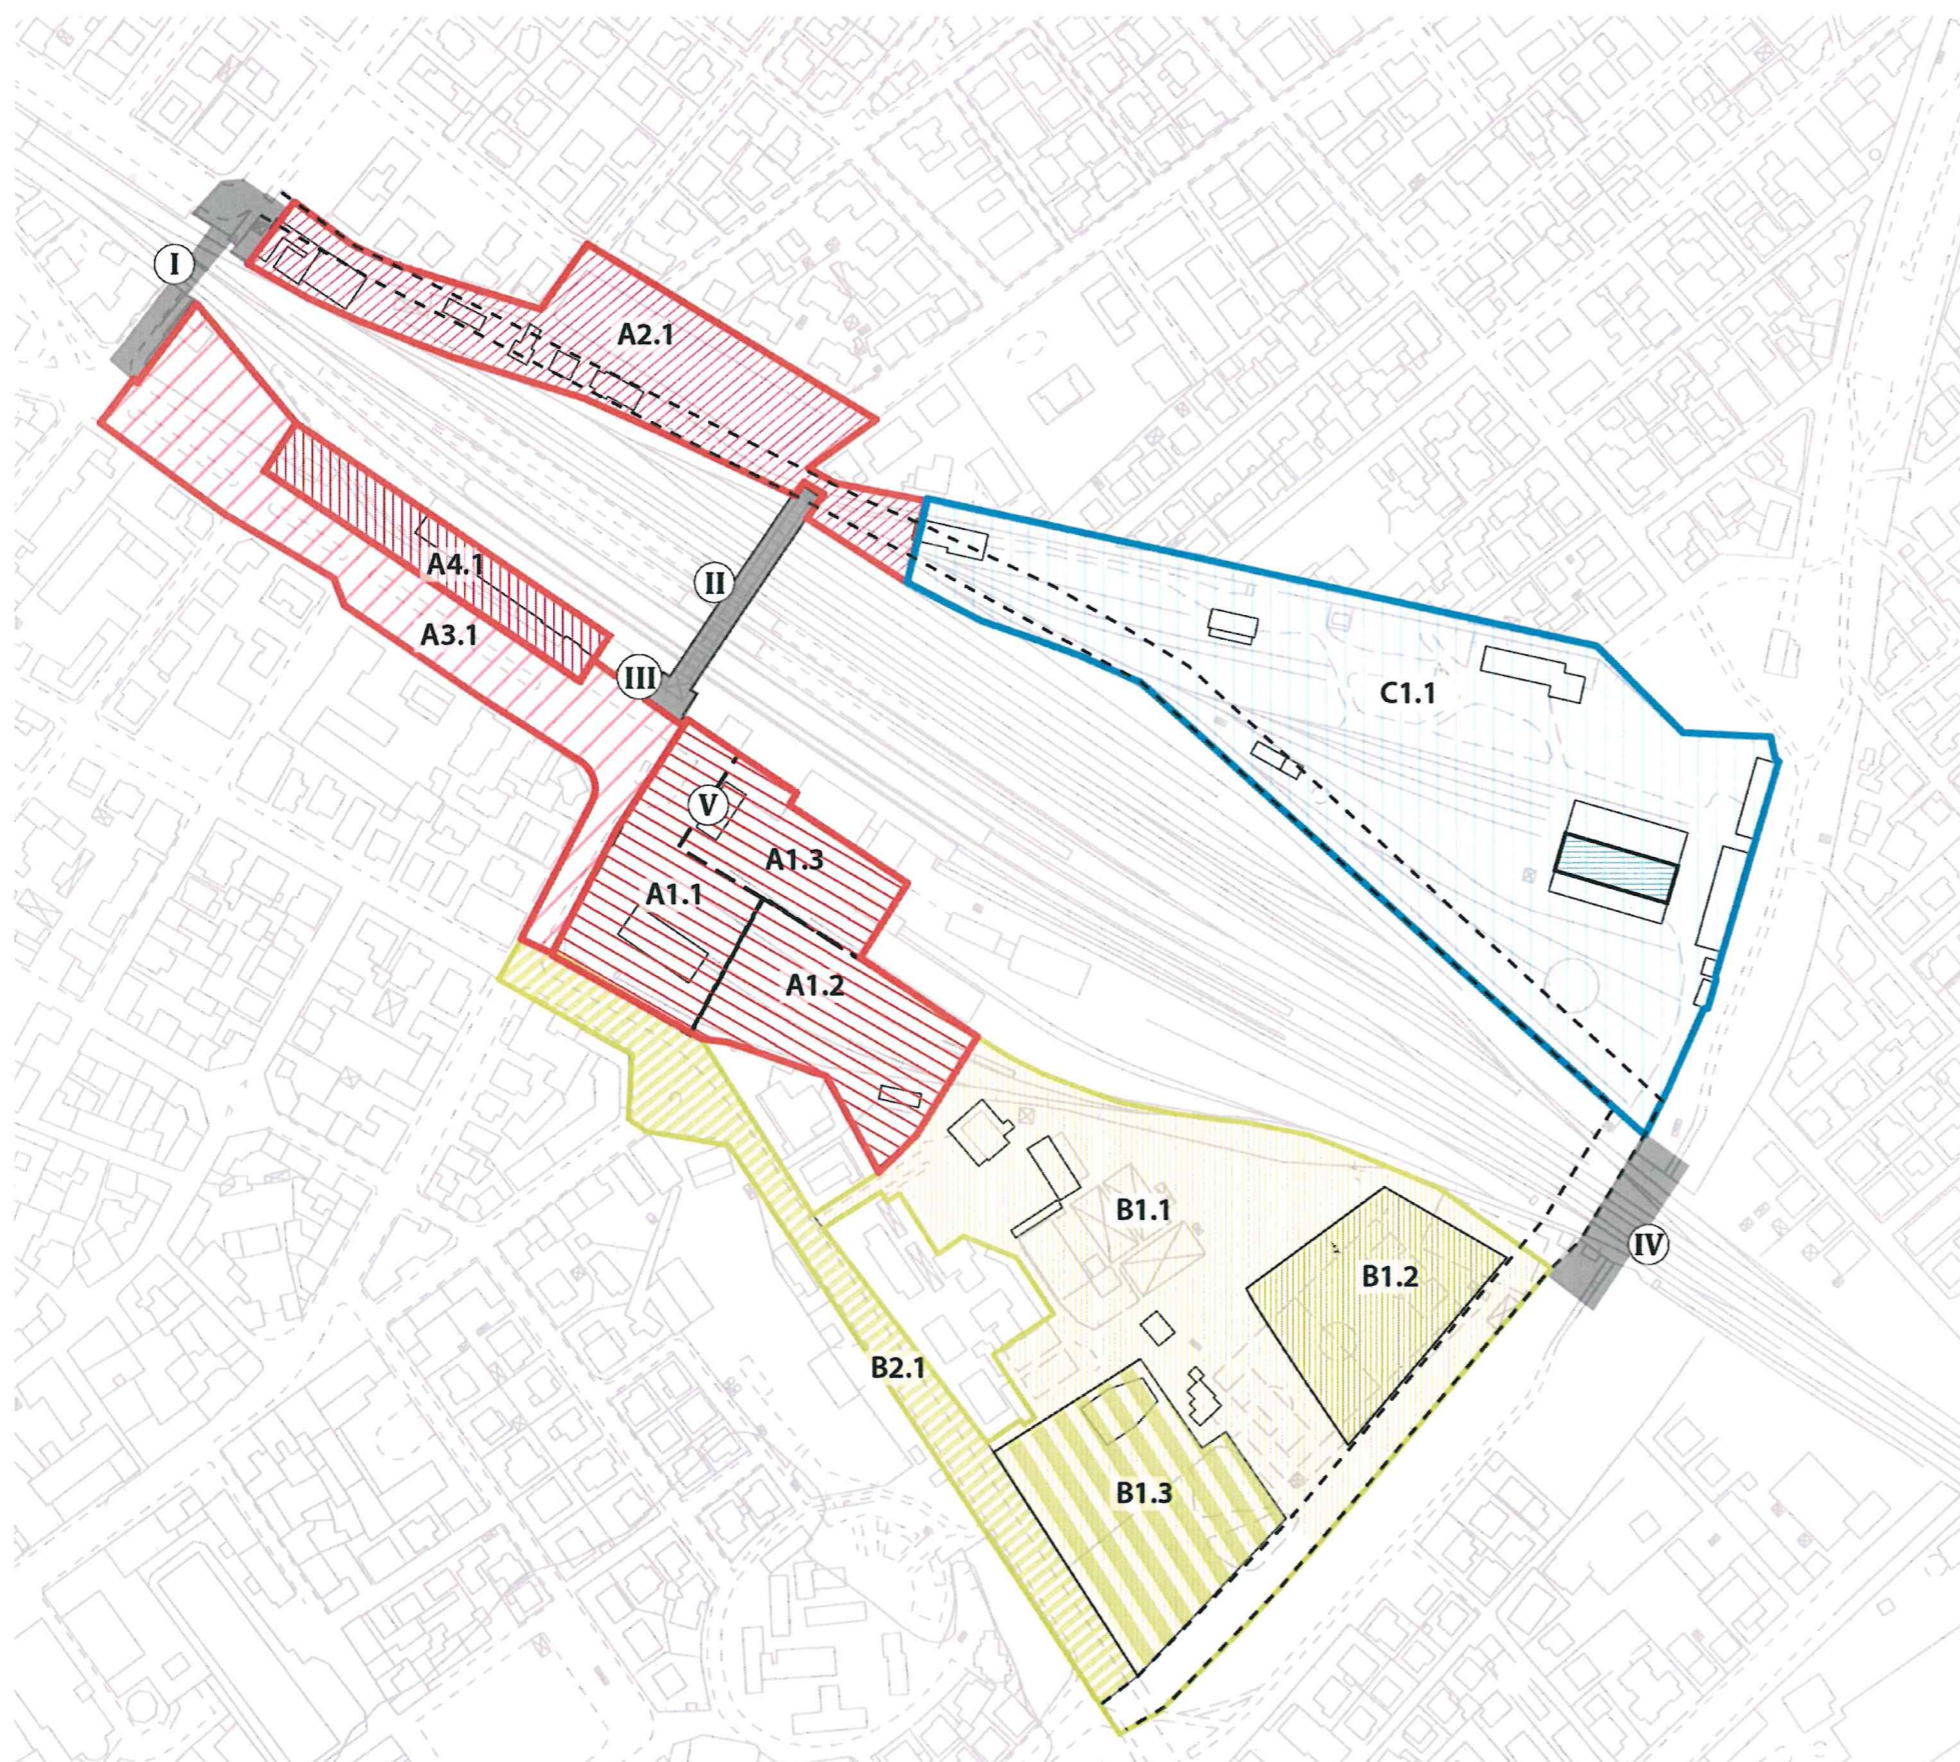 I
A2.1
A4.1
II
A3.1
III
C1.1
V
A1.3
A1.1
A1.2
B1.1
IV
B1.2
B2.1
B1.3